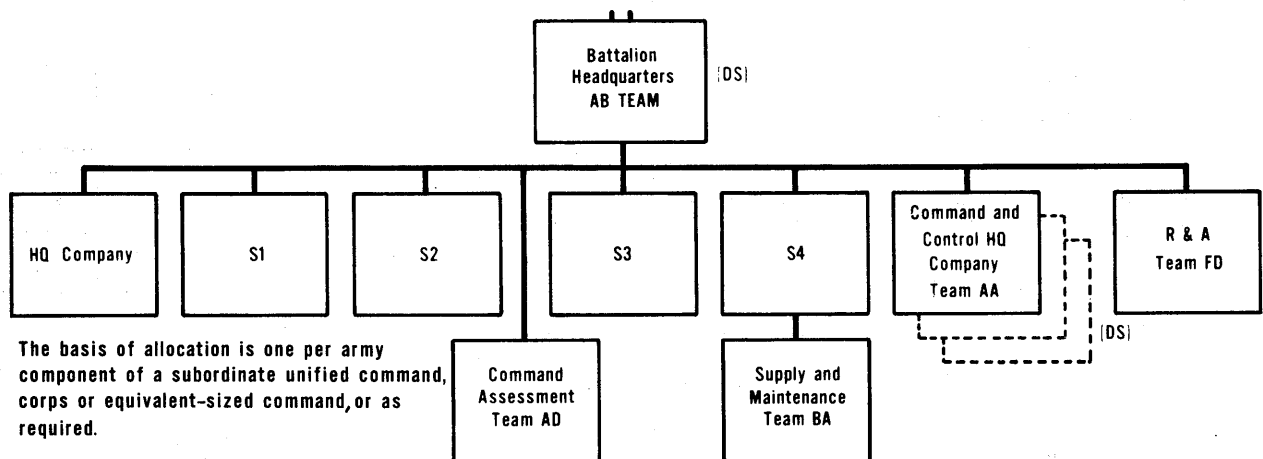 Battalion
Headquarters
AB TEAM
(DS)
HQ Company
S1
S2
S3
S4
Command and
Control HQ
Company
Team AA
R & A
Team FD
(DS)
The basis of allocation is one per army
component of a subordinate unified command,
corps or equivalent-sized command, or as
required.
Command
Assessment
Team AD
Supply and
Maintenance
Team BA